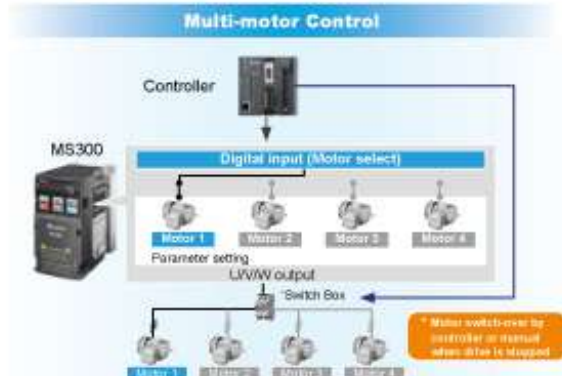 Multi-motor Control
Controller
MS300
Digital input (Motor select)
Motor 1
Motor 2
Motor 3
Motor 4
Parameter setting
U/V/W output
*Switch Box
* Motor switch-over by
controller or manual
when drive is stopped
Motor 1
Motor 2
Motor 3
Motor 4